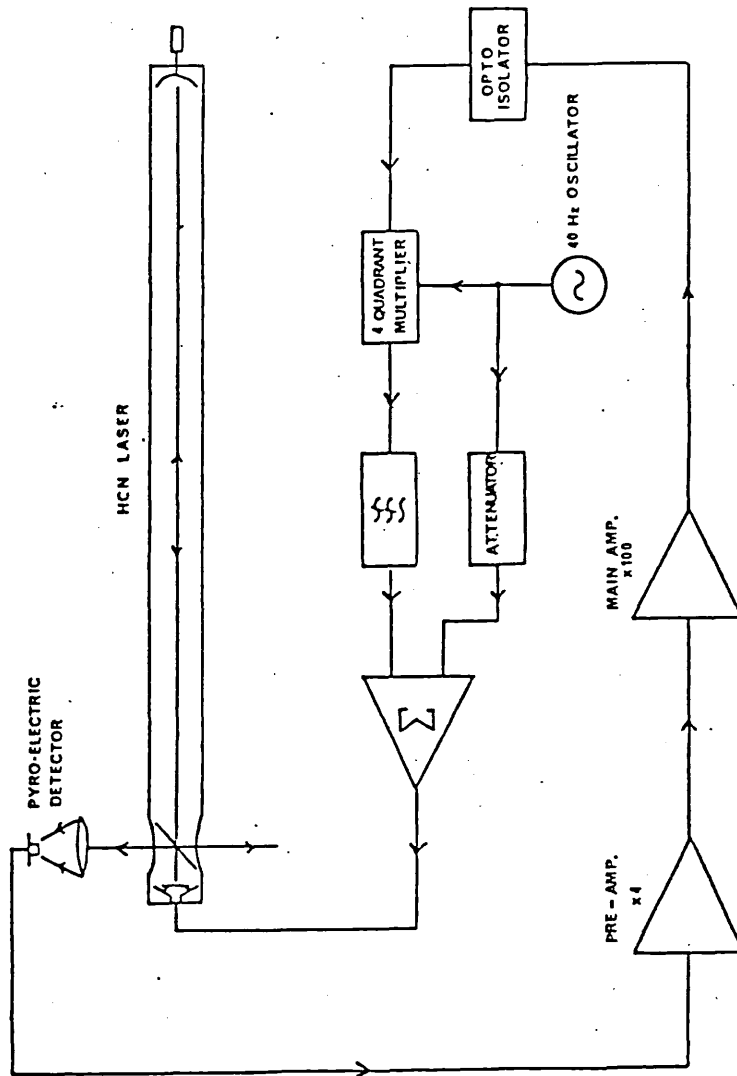 HCN LASER
PYRO-ELECTRIC
DETECTOR
OPTO
ISOLATOR
4 QUADRANT
MULTIPLIER
40 Hz OSCILLATOR
ATTENUATOR
Σ
MAIN AMP.
x100
PRE-AMP.
x4